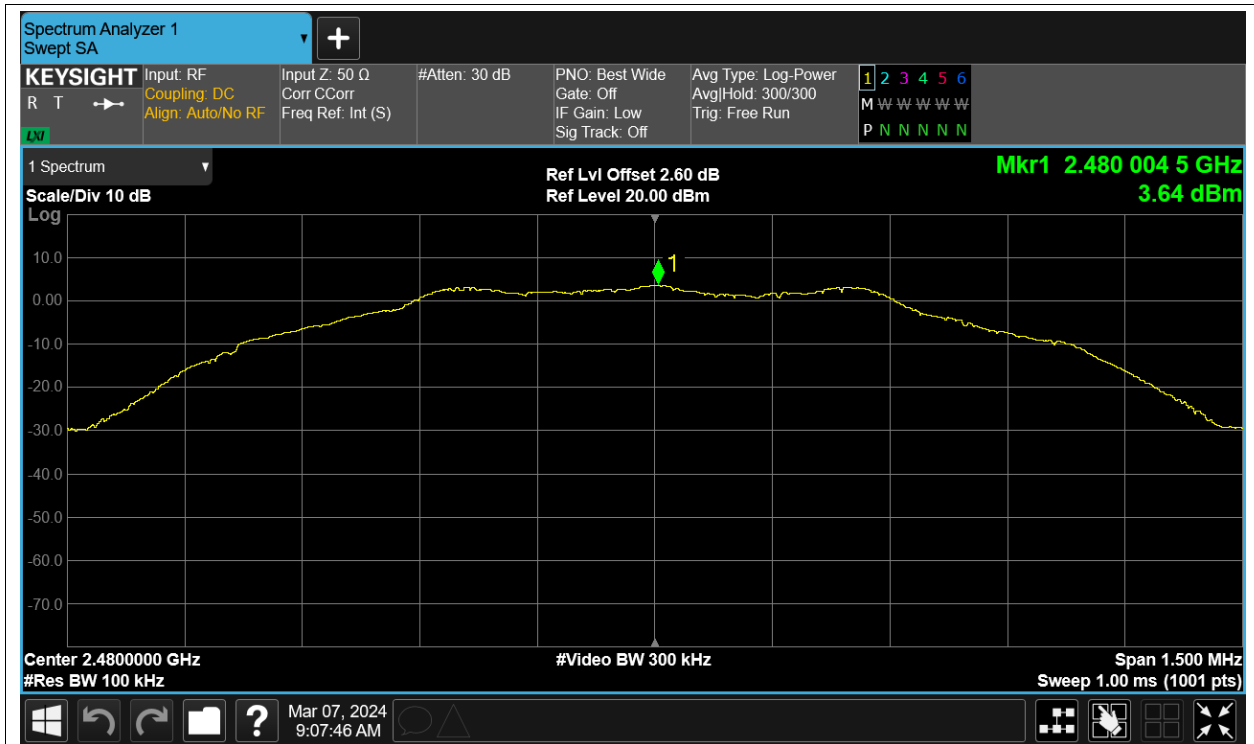 Spectrum Analyzer 1
Swept SA
+
KEYSIGHT
R T
LXI
Input: RF
Coupling: DC
Align: Auto/No RF
Input Z: 50 Ω
Corr CCorr
Freq Ref: Int (S)
#Atten: 30 dB
PNO: Best Wide
Gate: Off
IF Gain: Low
Sig Track: Off
Avg Type: Log-Power
Avg|Hold: 300/300
Trig: Free Run
1 2 3 4 5 6
M W W W W W
P N N N N N
1 Spectrum
Scale/Div 10 dB
Ref Lvl Offset 2.60 dB
Ref Level 20.00 dBm
Mkr1 2.480 004 5 GHz
3.64 dBm
Log
10.0
0.00
-10.0
-20.0
-30.0
-40.0
-50.0
-60.0
-70.0
1
Center 2.4800000 GHz
#Res BW 100 kHz
#Video BW 300 kHz
Span 1.500 MHz
Sweep 1.00 ms (1001 pts)
?
Mar 07, 2024
9:07:46 AM